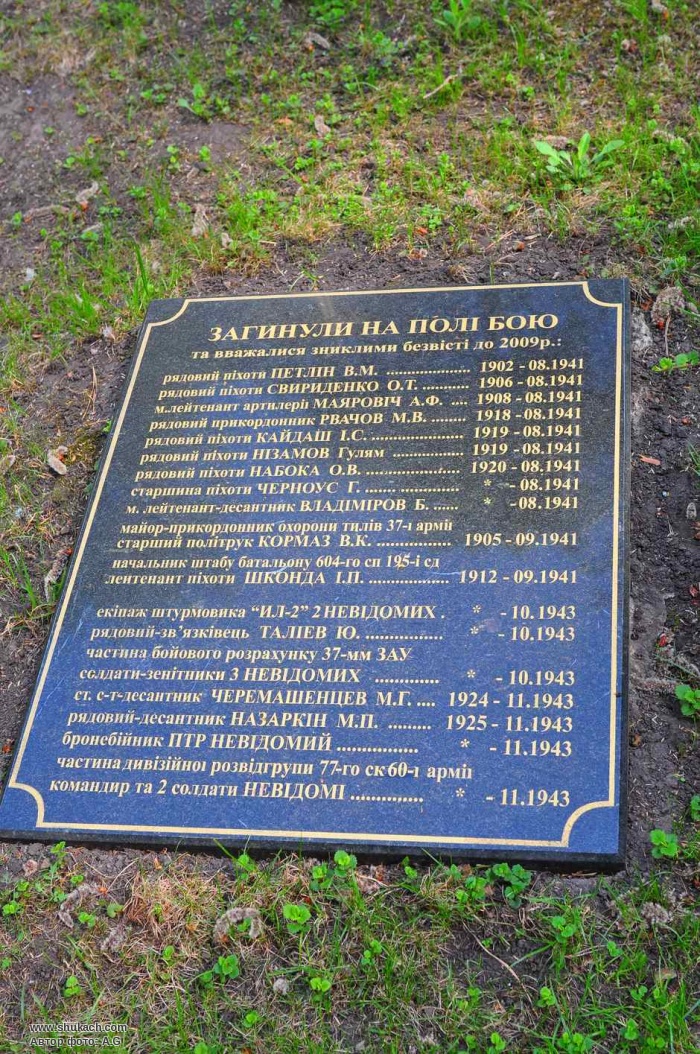 ЗАГИНУЛИ НА ПОЛІ БОЮ
та вважалися зниклими безвісті до 2009р.:
рядовий піхоти ПЕТЛІН В.М. .................... 1902 - 08.1941
рядовий піхоти СВИРИДЕНКО О.Т. ........... 1906 - 08.1941
м.лейтенант артилерії МАЯРОВІЧ А.Ф. .... 1908 - 08.1941
рядовий прикордонник РВАЧОВ М.В. ........ 1918 - 08.1941
рядовий піхоти КАЙДАШ І.С. ..................... 1919 - 08.1941
рядовий піхоти НІЗАМОВ Гулям ................ 1919 - 08.1941
рядовий піхоти НАБОКА О.В. ..................... 1920 - 08.1941
старшина піхоти ЧЕРНОУС Г. ..................... * - 08.1941
м. лейтенант-десантник ВЛАДІМІРОВ Б. ...... * - 08.1941
майор-прикордонник охорони тилів 37-ї армії
старший політрук КОРМАЗ В.К. ................ 1905 - 09.1941
начальник штабу батальону 604-го сп 195-ї сд
лейтенант піхоти ШКОНДА І.П. ................. 1912 - 09.1941
екіпаж штурмовика “ИЛ-2” 2 НЕВІДОМИХ . * - 10.1943
рядовий-зв’язківець ТАЛІЕВ Ю. ................ * - 10.1943
частина бойового розрахунку 37-мм ЗАУ
солдати-зенітники 3 НЕВІДОМИХ ............. * - 10.1943
ст. с-т-десантник ЧЕРЕМАШЕНЦЕВ М.Г. .... 1924 - 11.1943
рядовий-десантник НАЗАРКІН М.П. ......... 1925 - 11.1943
бронебійник ПТР НЕВІДОМИЙ ................ * - 11.1943
частина дивізійної розвідгрупи 77-го ск 60-ї армії
командир та 2 солдати НЕВІДОМІ .............. * - 11.1943
www.shukach.com
Автор фото: A.G